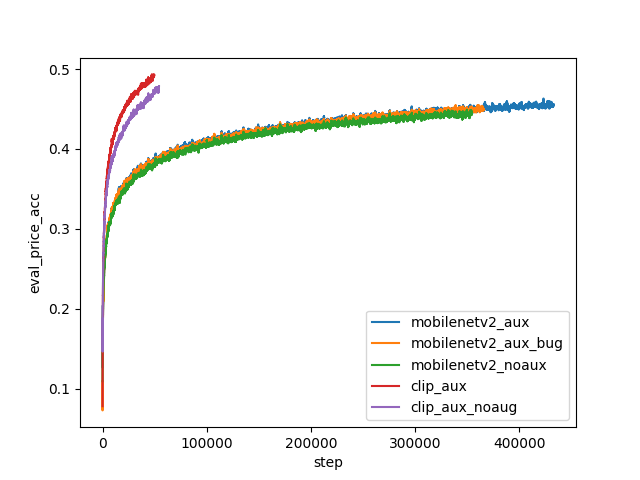 0.5
0.4
0.3
0.2
0.1
eval_price_acc
0
100000
200000
300000
400000
step
mobilenetv2_aux
mobilenetv2_aux_bug
mobilenetv2_noaux
clip_aux
clip_aux_noaug